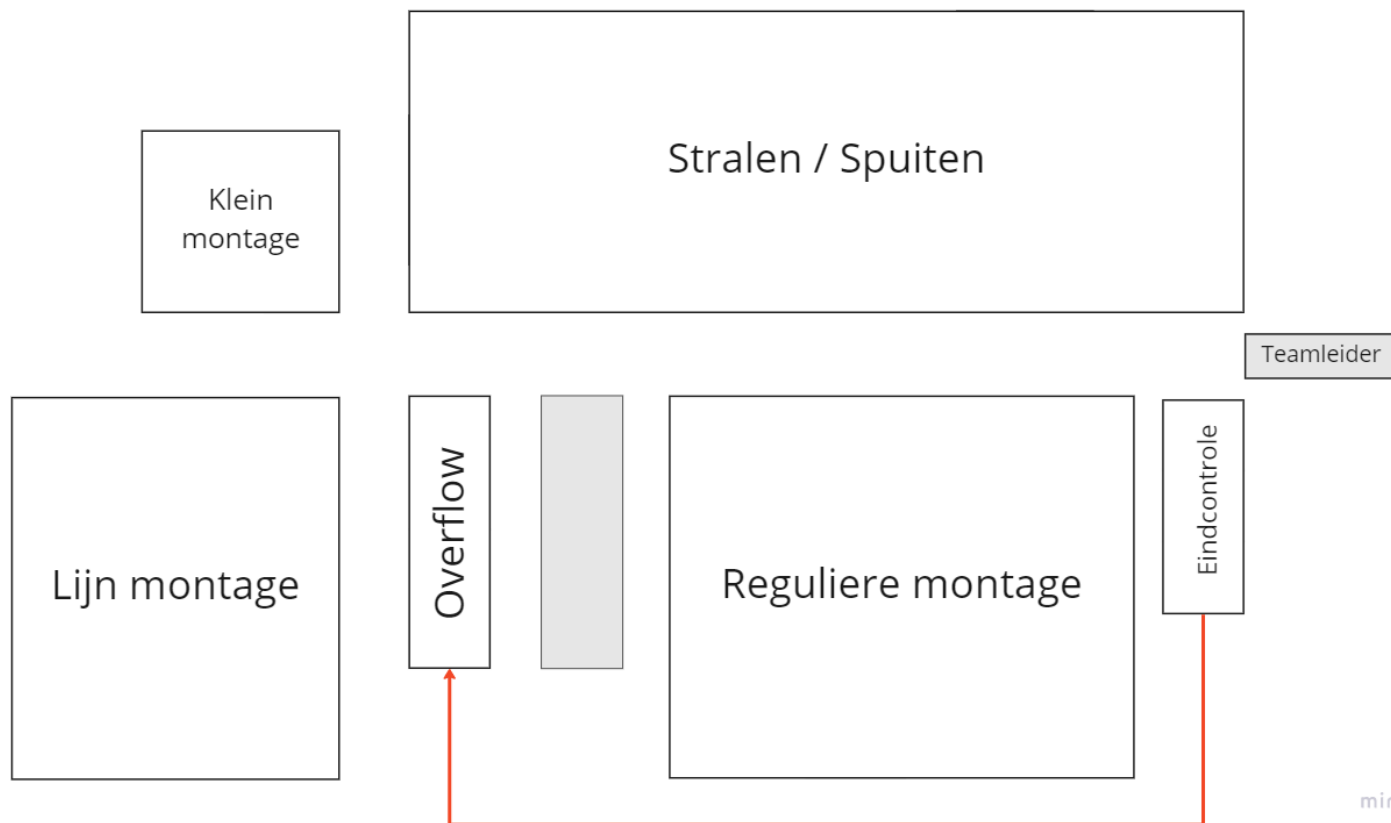 Stralen / Spuiten
Klein
montage
Teamleider
Lijn montage
Overflow
Reguliere montage
Eindcontrole